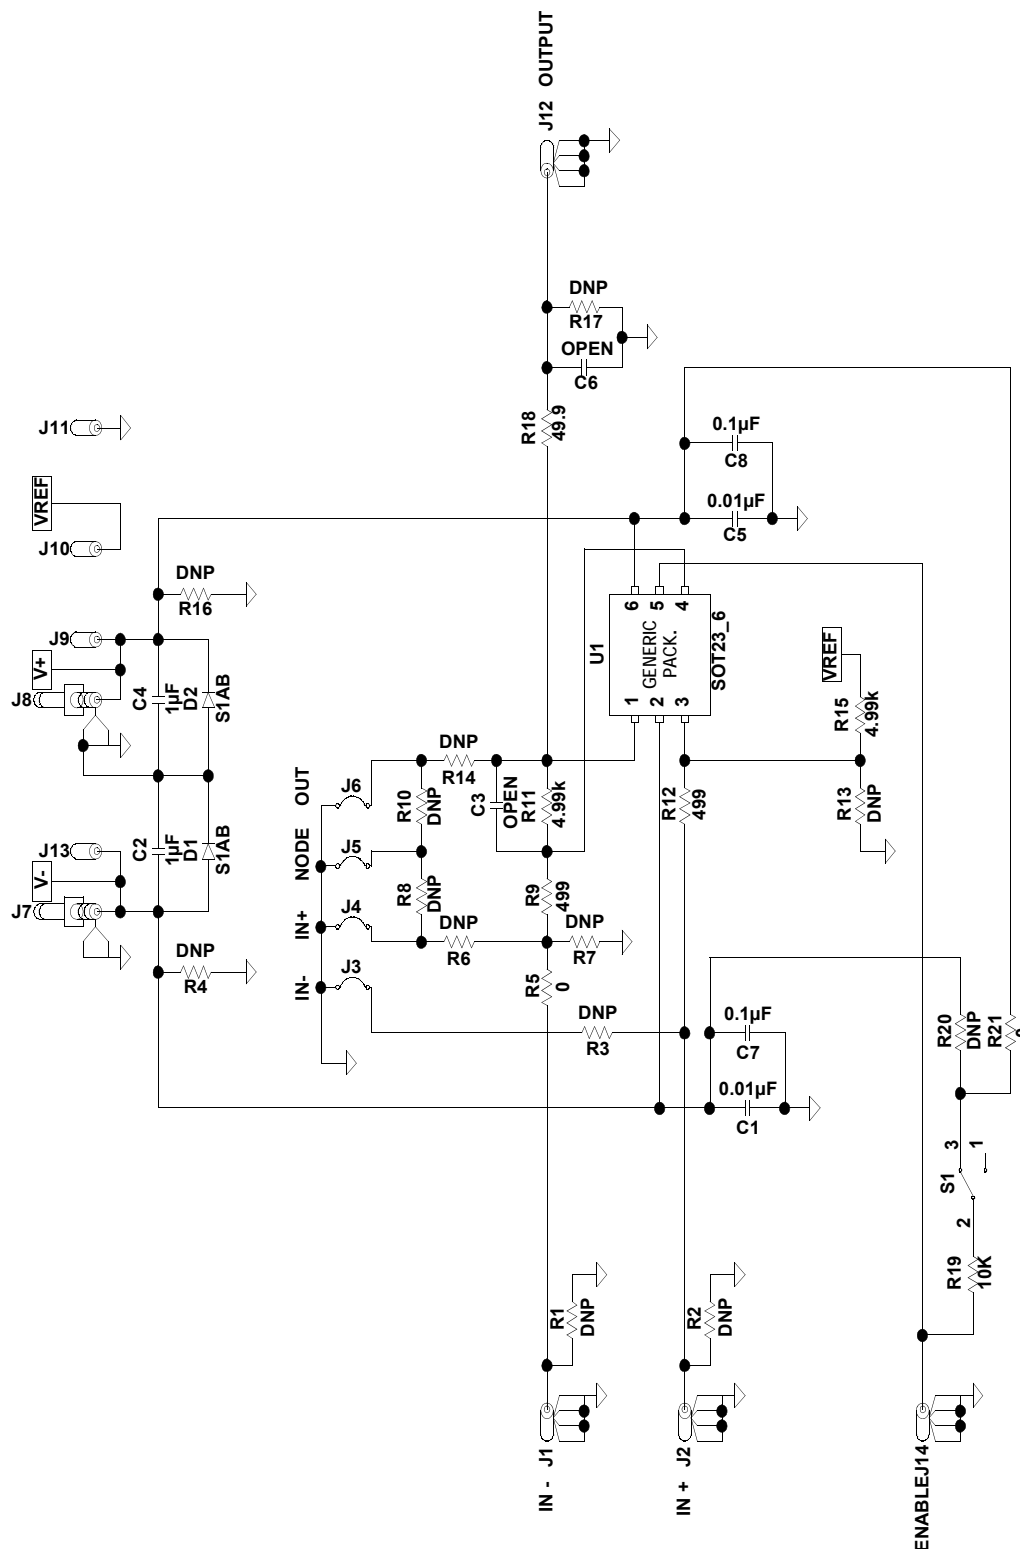 J12 OUTPUT
DNP
R17
OPEN
C6
R18
49.9
0.1µF
C8
0.01µF
C5
J11
VREF
J10
DNP
R16
J9
V+
J8
C4
1µF
D2
S1AB
J13
V-
J7
C2
1µF
D1
S1AB
DNP
R4
U1
6
5
4
GENERIC
PACK.
1
2
3
SOT23_6
VREF
R15
4.99k
R13
DNP
R12
499
OUT
NODE
IN+
IN-
J6
J5
J4
J3
DNP
R14
R10
DNP
R8
DNP
DNP
R6
C3
OPEN
R11
4.99k
R9
499
DNP
R7
R5
0
DNP
R3
0.1µF
C7
0.01µF
C1
R20
DNP
R21
3
1
S1
2
R19
10K
R1
DNP
R2
DNP
IN - J1
IN + J2
ENABLEJ14